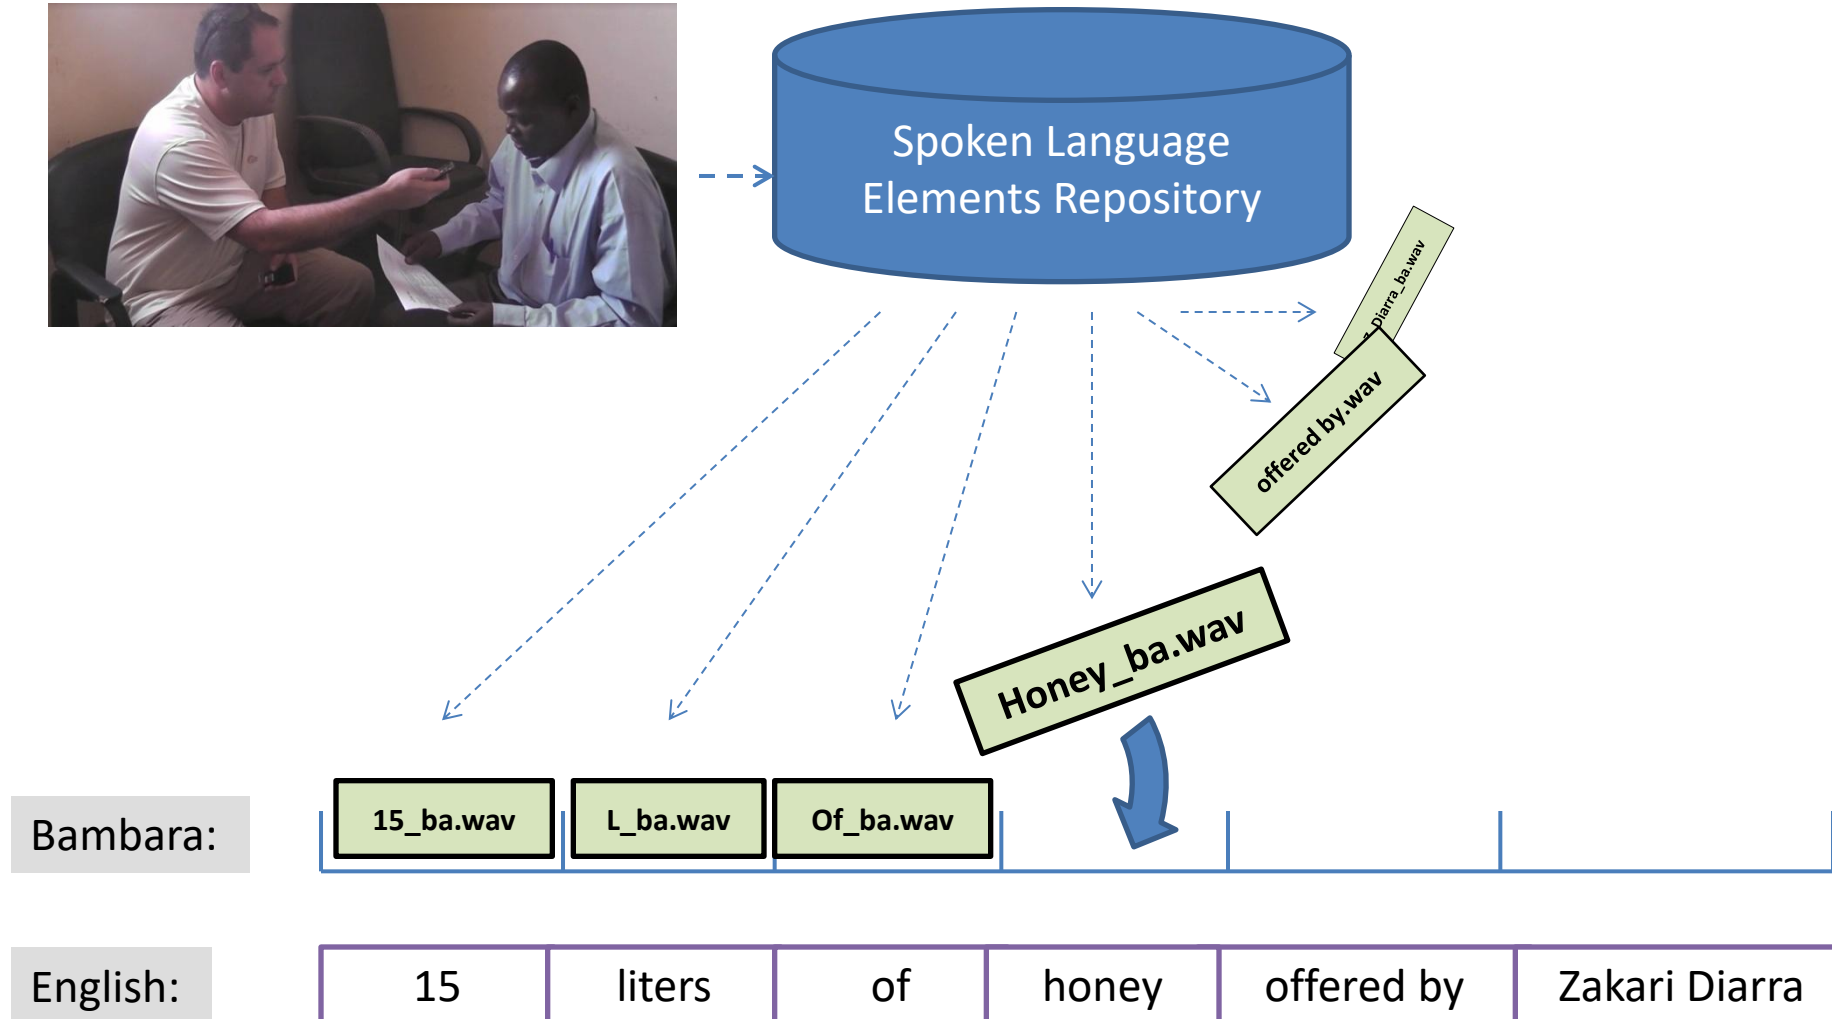 Spoken Language
Elements Repository
Diarra_ba.wav
offered by.wav
Honey_ba.wav
Bambara:
15_ba.wav
L_ba.wav
Of_ba.wav
English:
15
liters
of
honey
offered by
Zakari Diarra